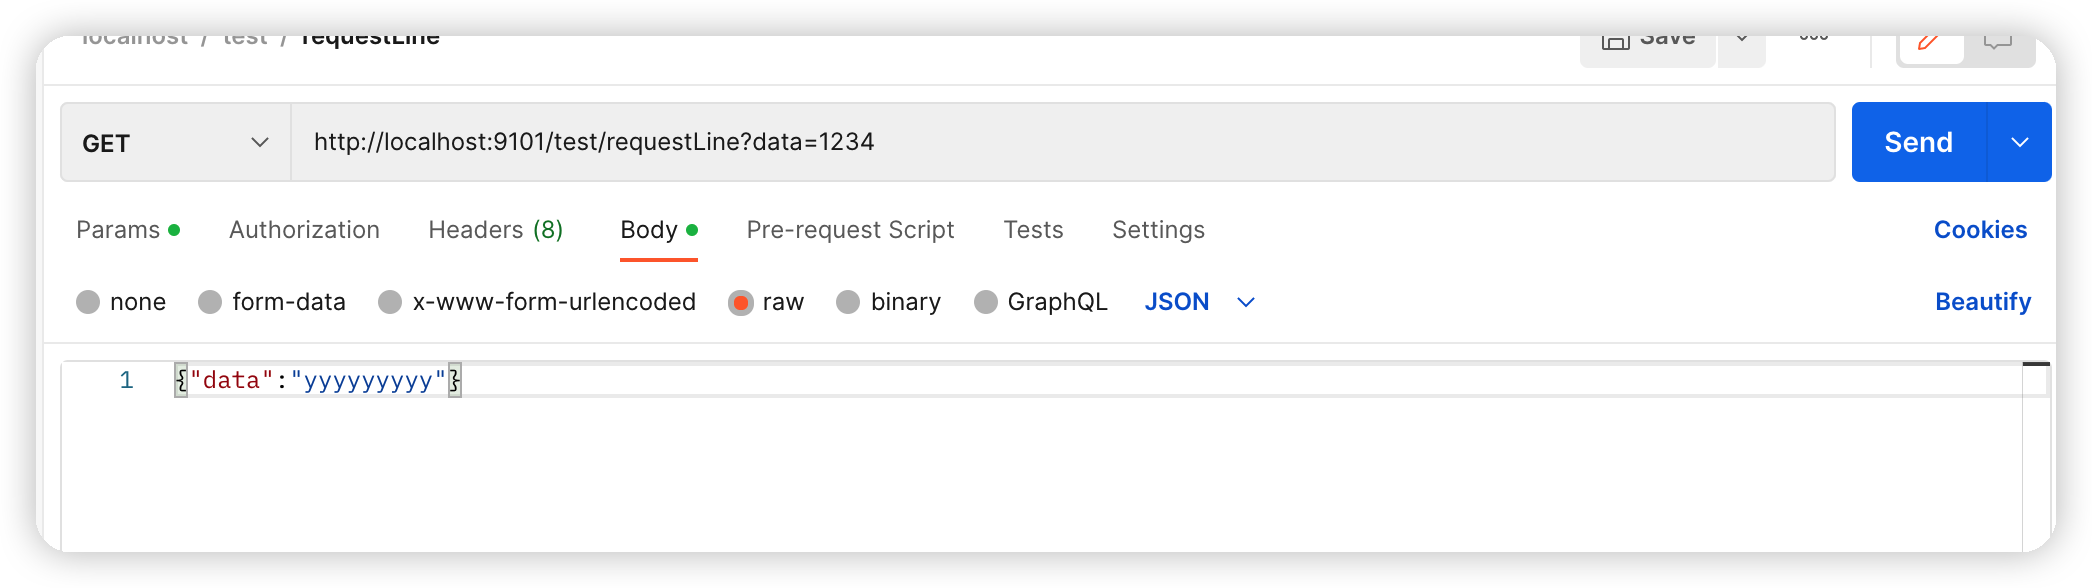 localhost / test / requestLine
Save
GET http://localhost:9101/test/requestLine?data=1234 Send
Params Authorization Headers (8) Body Pre-request Script Tests Settings Cookies
none form-data x-www-form-urlencoded raw binary GraphQL JSON Beautify
1 {"data":"yyyyyyyyy"}